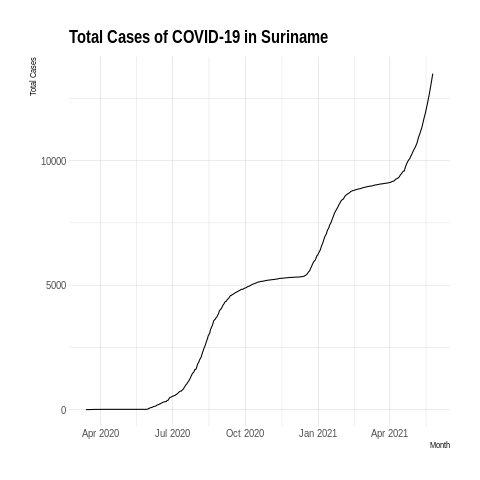 Total Cases of COVID-19 in Suriname
Total Cases
10000
5000
0
Apr 2020 Jul 2020 Oct 2020 Jan 2021 Apr 2021
Month